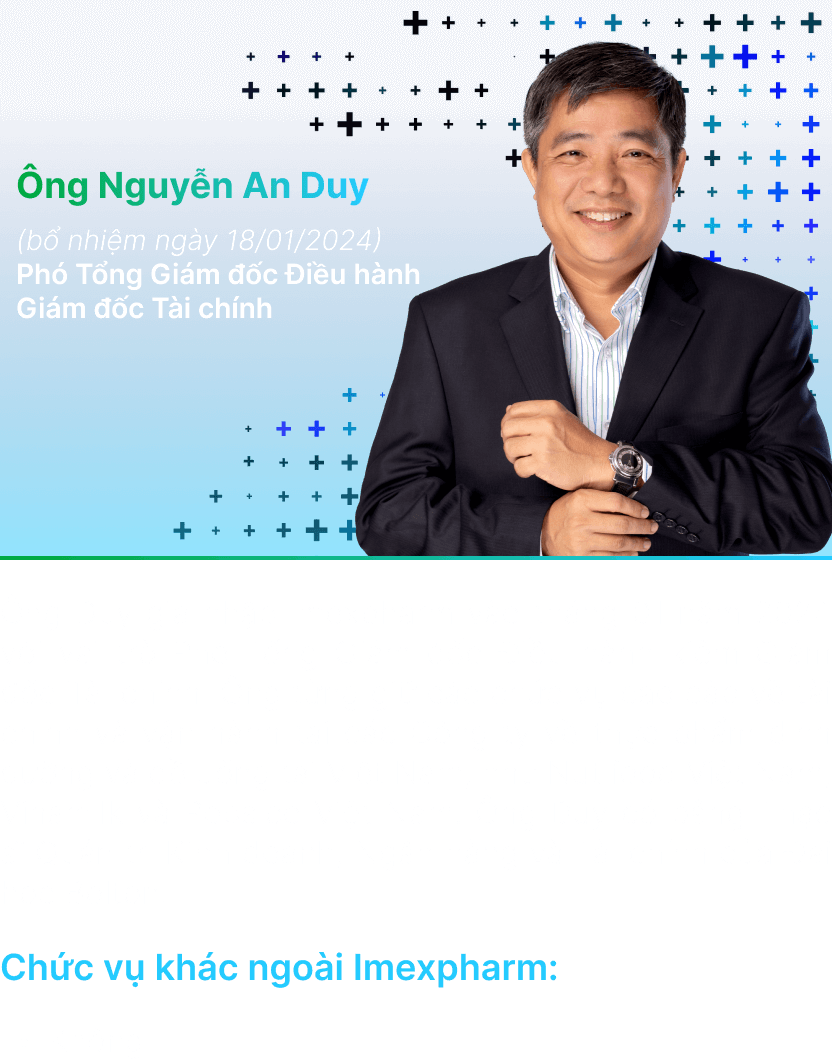 Ông Nguyễn An Duy
(bổ nhiệm ngày 18/01/2024)
Phó Tổng Giám đốc Điều hành
Giám đốc Tài chính
Chức vụ khác ngoài Imexpharm: